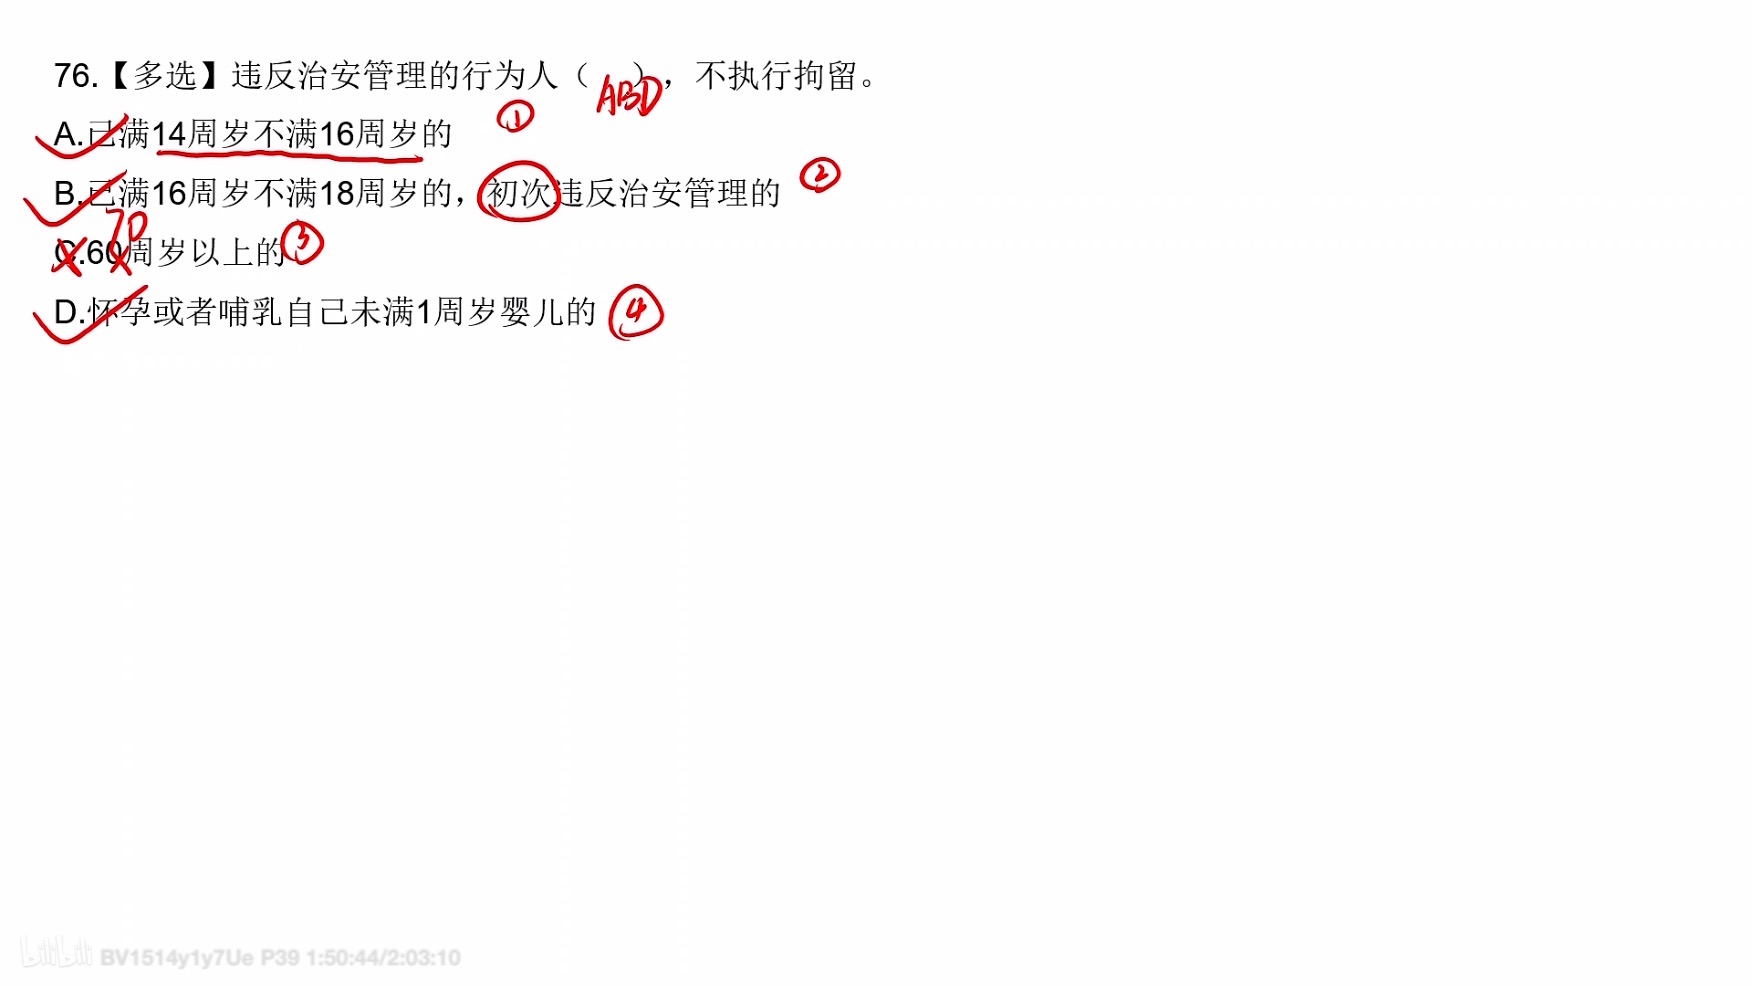 76.【多选】违反治安管理的行为人（ABD），不执行拘留。
A.已满14周岁不满16周岁的 ①
B.已满16周岁不满18周岁的，初次违反治安管理的 ②
70
C.60周岁以上的 ③
D.怀孕或者哺乳自己未满1周岁婴儿的 ④
bilibili BV1514y1y7Ue P39 1:50:44/2:03:10